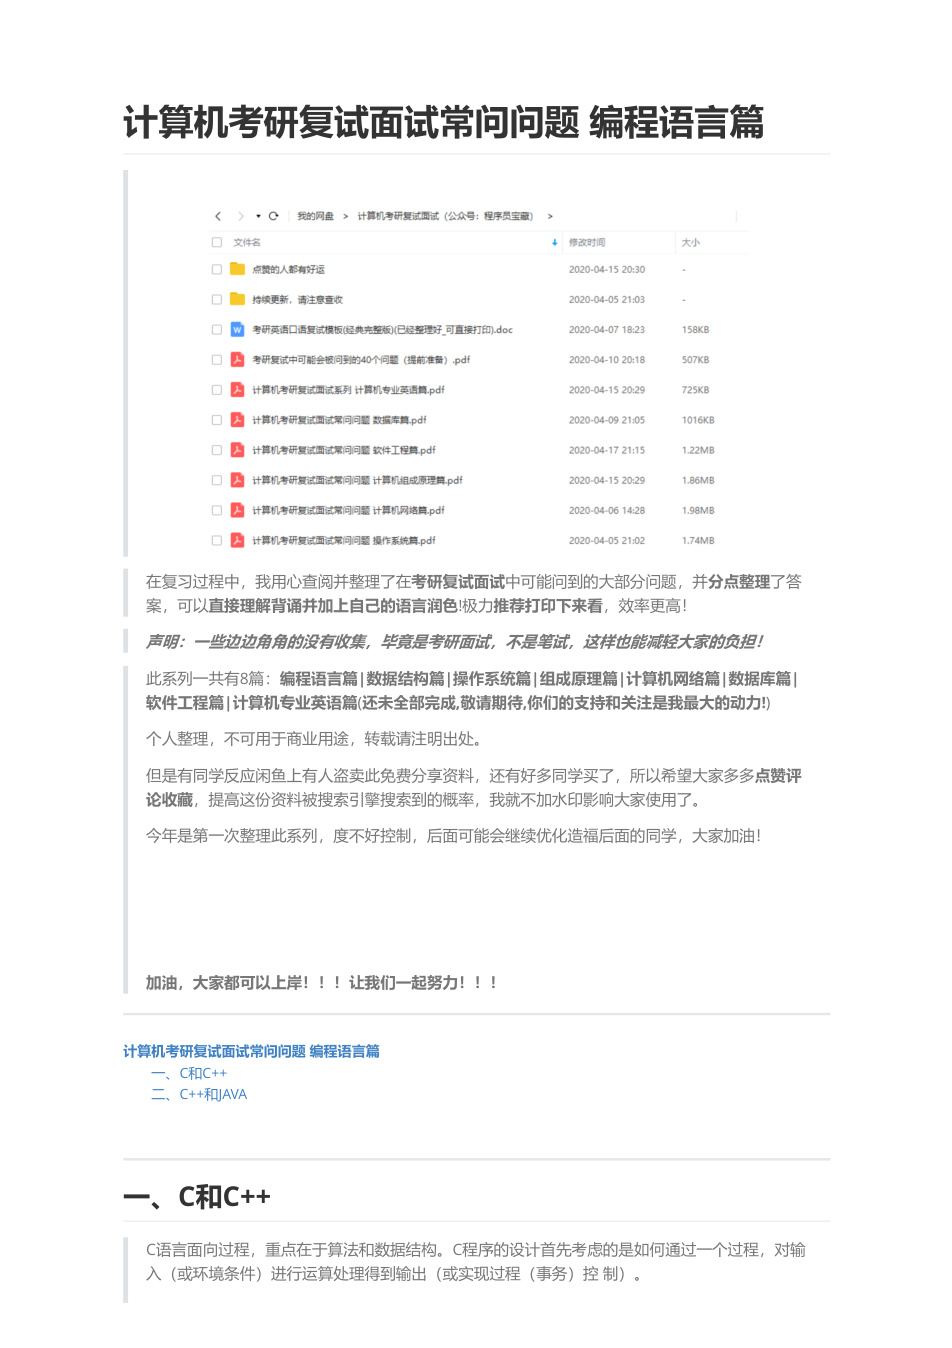 计算机考研复试面试常问问题 编程语言篇
我的网盘 > 计算机考研复试面试（公众号：程序员宝藏） >
文件名 修改时间 大小
点赞的人都有好运 2020-04-15 20:30 -
持续更新，请注意查收 2020-04-05 21:03 -
考研英语口语复试模板(经典完整版)(已经整理好_可直接打印).doc 2020-04-07 18:23 158KB
考研复试中可能会被问到的40个问题（提前准备）.pdf 2020-04-10 20:18 507KB
计算机考研复试面试系列 计算机专业英语篇.pdf 2020-04-15 20:29 725KB
计算机考研复试面试常问问题 数据库篇.pdf 2020-04-09 21:05 1016KB
计算机考研复试面试常问问题 软件工程篇.pdf 2020-04-17 21:15 1.22MB
计算机考研复试面试常问问题 计算机组成原理篇.pdf 2020-04-15 20:29 1.86MB
计算机考研复试面试常问问题 计算机网络篇.pdf 2020-04-06 14:28 1.98MB
计算机考研复试面试常问问题 操作系统篇.pdf 2020-04-05 21:02 1.74MB
在复习过程中，我用心查阅并整理了在考研复试面试中可能问到的大部分问题，并分点整理了答
案，可以直接理解背诵并加上自己的语言润色!极力推荐打印下来看，效率更高！
声明：一些边边角角的没有收集，毕竟是考研面试，不是笔试，这样也能减轻大家的负担！
此系列一共有8篇：编程语言篇|数据结构篇|操作系统篇|组成原理篇|计算机网络篇|数据库篇|
软件工程篇|计算机专业英语篇(还未全部完成,敬请期待,你们的支持和关注是我最大的动力!)
个人整理，不可用于商业用途，转载请注明出处。
但是有同学反应闲鱼上有人盗卖此免费分享资料，还有好多同学买了，所以希望大家多多点赞评
论收藏，提高这份资料被搜索引擎搜索到的概率，我就不加水印影响大家使用了。
今年是第一次整理此系列，度不好控制，后面可能会继续优化造福后面的同学，大家加油！
加油，大家都可以上岸！！！让我们一起努力！！！
计算机考研复试面试常问问题 编程语言篇
一、C和C++
二、C++和JAVA
一、C和C++
C语言面向过程，重点在于算法和数据结构。C程序的设计首先考虑的是如何通过一个过程，对输
入（或环境条件）进行运算处理得到输出（或实现过程（事务）控 制）。